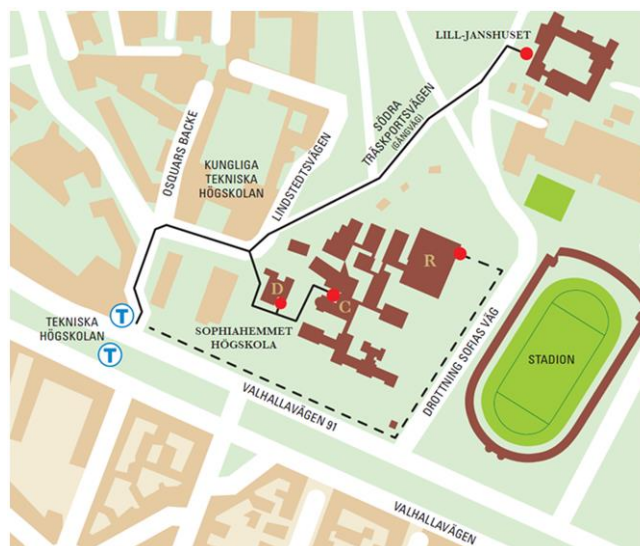 LILL-JANSHUSET
SÖDRA
TRÄSKPORTSVÄGEN
(GÅNGVÄG)
OSQUARS BACKE
KUNGLIGA
TEKNISKA
HÖGSKOLAN
LINDSTEDTSVÄGEN
R
D
C
T
TEKNISKA
HÖGSKOLAN
T
SOPHIAHEMMET
HÖGSKOLA
DROTTNING SOFIAS VÄG
STADION
VALHALLAVÄGEN 91
VALHALLAVÄGEN